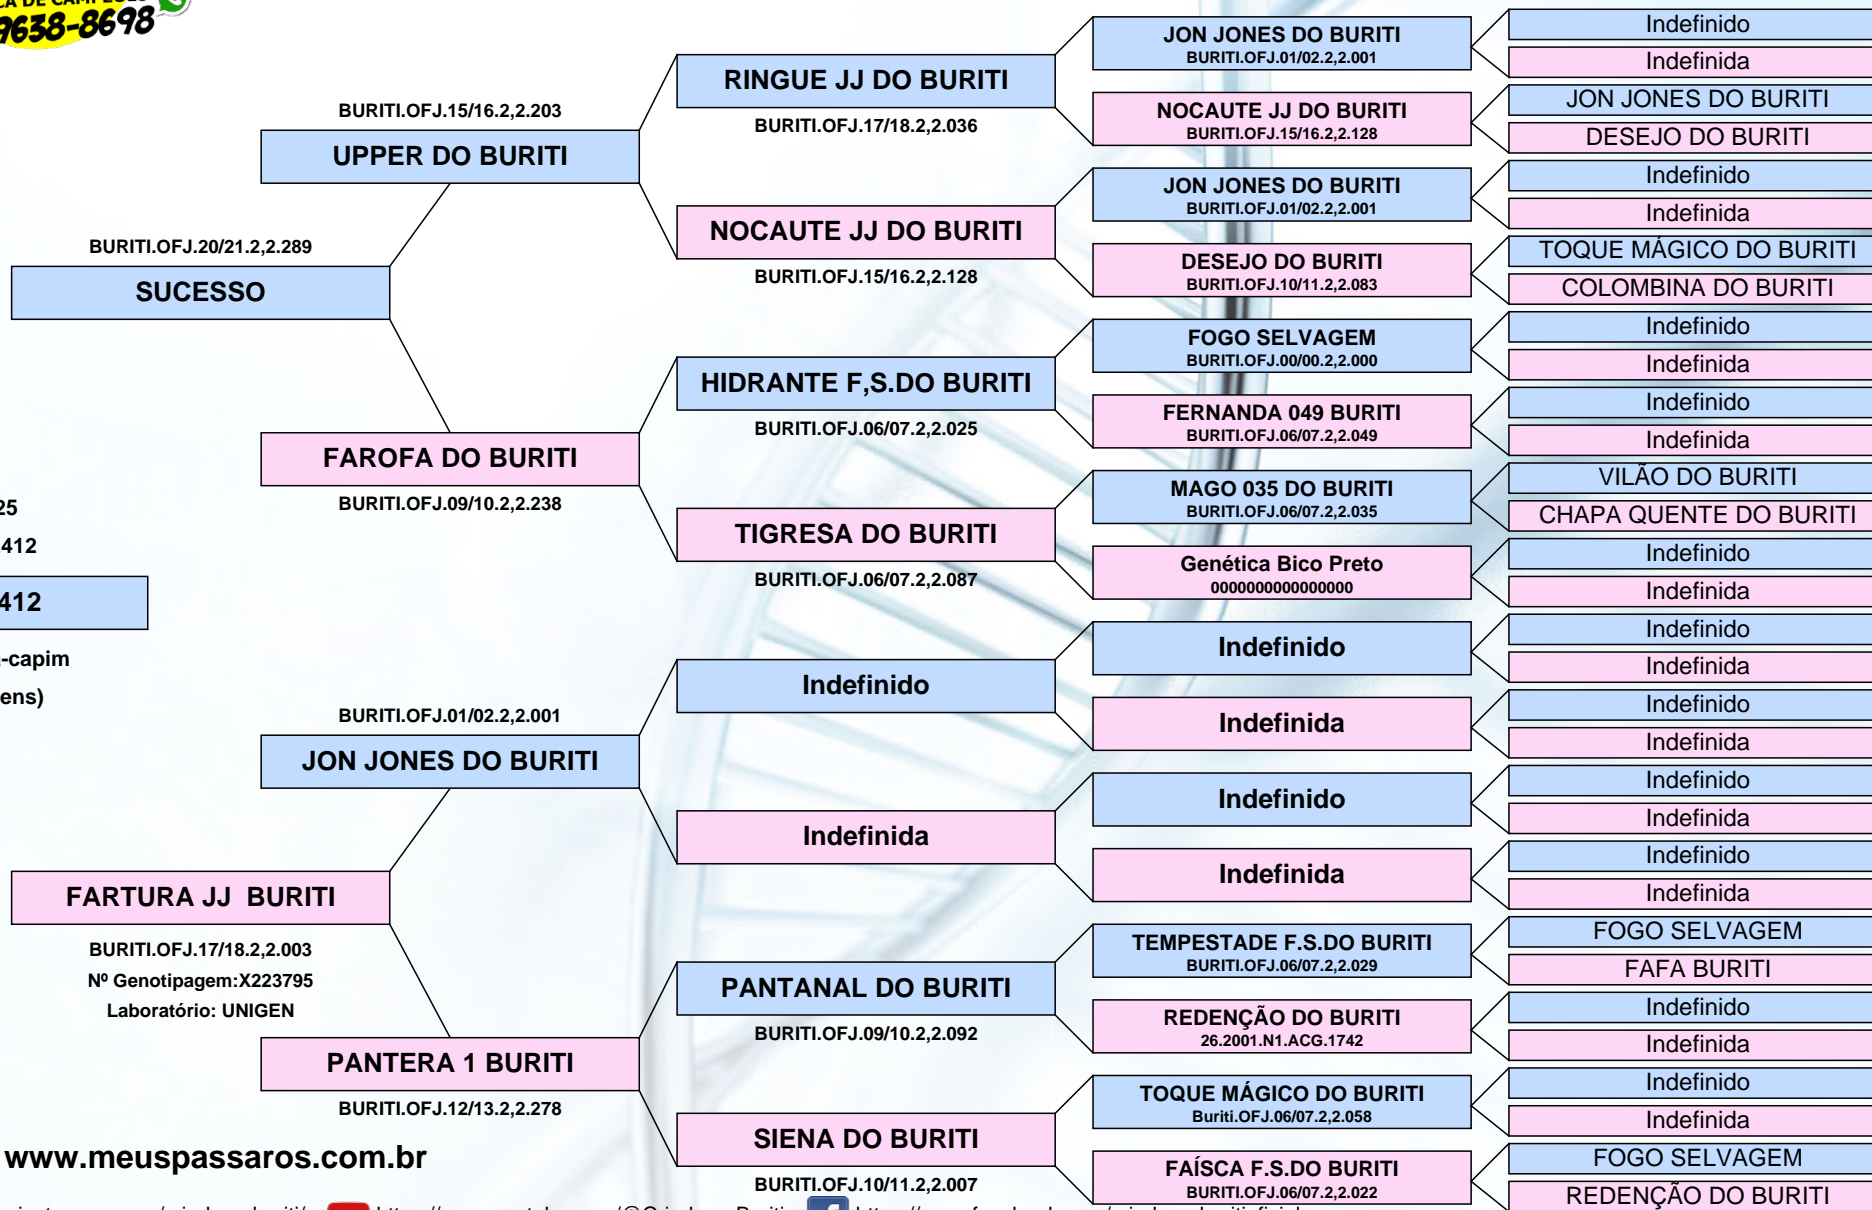 9638-8698
BURITI.OFJ.20/21.2,2.289
SUCESSO
25
412
412
-capim
ens)
FARTURA JJ BURITI
BURITI.OFJ.17/18.2,2.003
Nº Genotipagem:X223795
Laboratório: UNIGEN
www.meuspassaros.com.br
BURITI.OFJ.15/16.2,2.203
UPPER DO BURITI
FAROFA DO BURITI
BURITI.OFJ.09/10.2,2.238
BURITI.OFJ.01/02.2,2.001
JON JONES DO BURITI
PANTERA 1 BURITI
BURITI.OFJ.12/13.2,2.278
RINGUE JJ DO BURITI
BURITI.OFJ.17/18.2,2.036
NOCAUTE JJ DO BURITI
BURITI.OFJ.15/16.2,2.128
HIDRANTE F,S.DO BURITI
BURITI.OFJ.06/07.2,2.025
TIGRESA DO BURITI
BURITI.OFJ.06/07.2,2.087
Indefinido
Indefinida
PANTANAL DO BURITI
BURITI.OFJ.09/10.2,2.092
SIENA DO BURITI
BURITI.OFJ.10/11.2,2.007
JON JONES DO BURITI
BURITI.OFJ.01/02.2,2.001
NOCAUTE JJ DO BURITI
BURITI.OFJ.15/16.2,2.128
JON JONES DO BURITI
BURITI.OFJ.01/02.2,2.001
DESEJO DO BURITI
BURITI.OFJ.10/11.2,2.083
FOGO SELVAGEM
BURITI.OFJ.00/00.2,2.000
FERNANDA 049 BURITI
BURITI.OFJ.06/07.2,2.049
MAGO 035 DO BURITI
BURITI.OFJ.06/07.2,2.035
Genética Bico Preto
0000000000000000
Indefinido
Indefinida
Indefinido
Indefinida
TEMPESTADE F.S.DO BURITI
BURITI.OFJ.06/07.2,2.029
REDENÇÃO DO BURITI
26.2001.N1.ACG.1742
TOQUE MÁGICO DO BURITI
Buriti.OFJ.06/07.2,2.058
FAÍSCA F.S.DO BURITI
BURITI.OFJ.06/07.2,2.022
Indefinido
Indefinida
JON JONES DO BURITI
DESEJO DO BURITI
Indefinido
Indefinida
TOQUE MÁGICO DO BURITI
COLOMBINA DO BURITI
Indefinido
Indefinida
Indefinido
Indefinida
VILÃO DO BURITI
CHAPA QUENTE DO BURITI
Indefinido
Indefinida
Indefinido
Indefinida
Indefinido
Indefinida
Indefinido
Indefinida
Indefinido
Indefinida
FOGO SELVAGEM
FAFA BURITI
Indefinido
Indefinida
Indefinido
Indefinida
FOGO SELVAGEM
REDENÇÃO DO BURITI